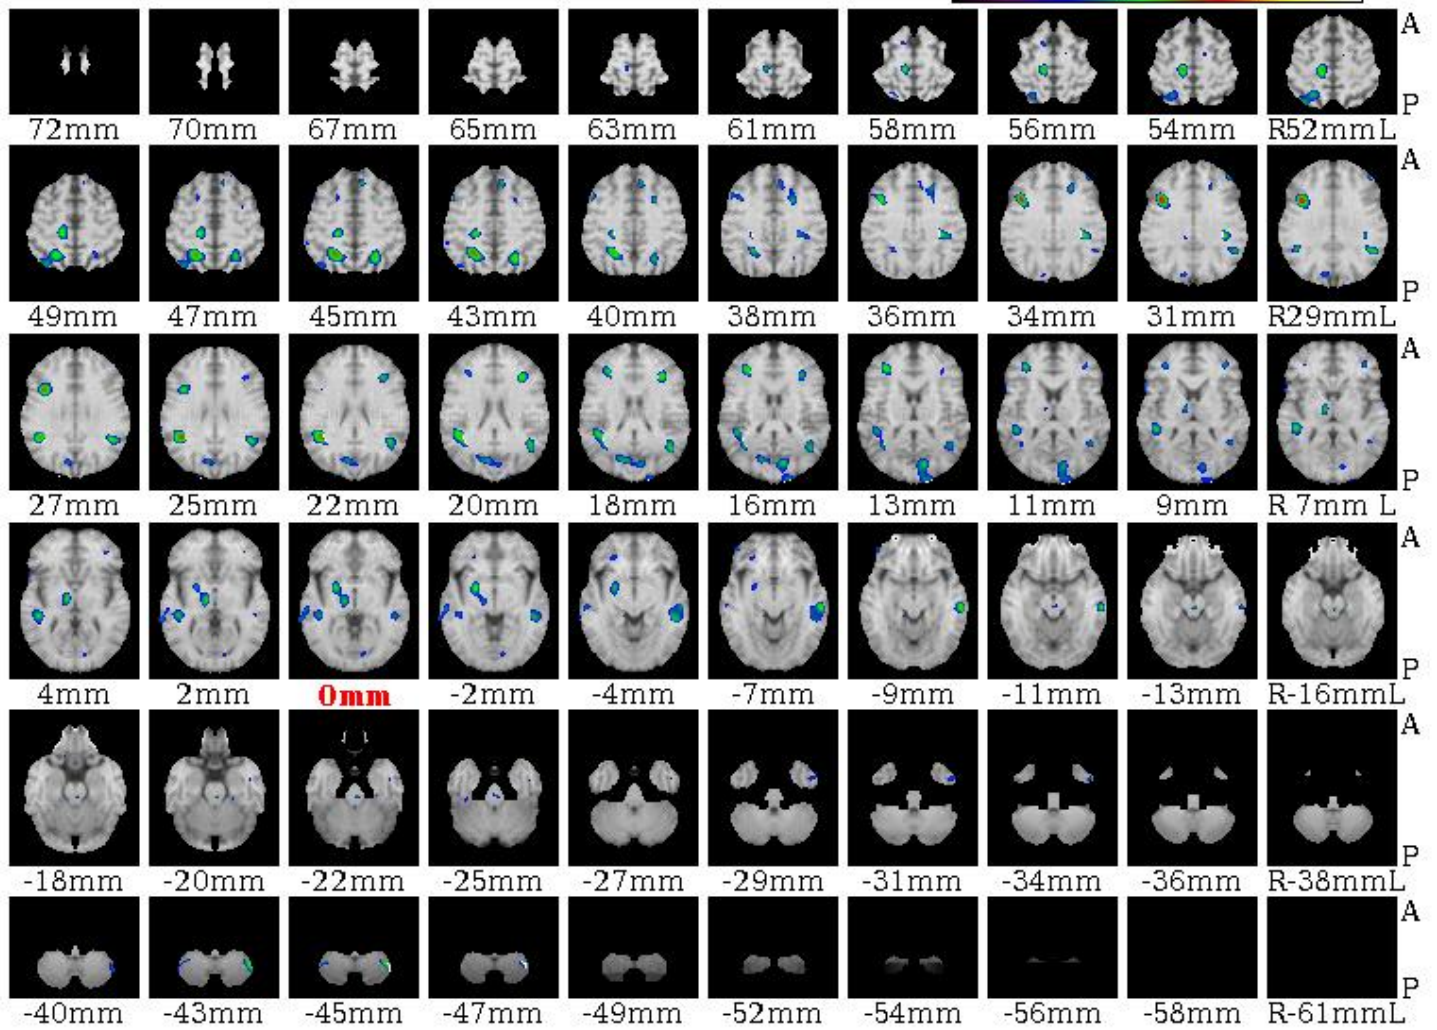 A
P
72mm 70mm 67mm 65mm 63mm 61mm 58mm 56mm 54mm R52mmL
A
P
49mm 47mm 45mm 43mm 40mm 38mm 36mm 34mm 31mm R29mmL
A
P
27mm 25mm 22mm 20mm 18mm 16mm 13mm 11mm 9mm R 7mm L
A
P
4mm 2mm 0mm -2mm -4mm -7mm -9mm -11mm -13mm R-16mmL
A
P
-18mm -20mm -22mm -25mm -27mm -29mm -31mm -34mm -36mm R-38mmL
A
P
-40mm -43mm -45mm -47mm -49mm -52mm -54mm -56mm -58mm R-61mmL